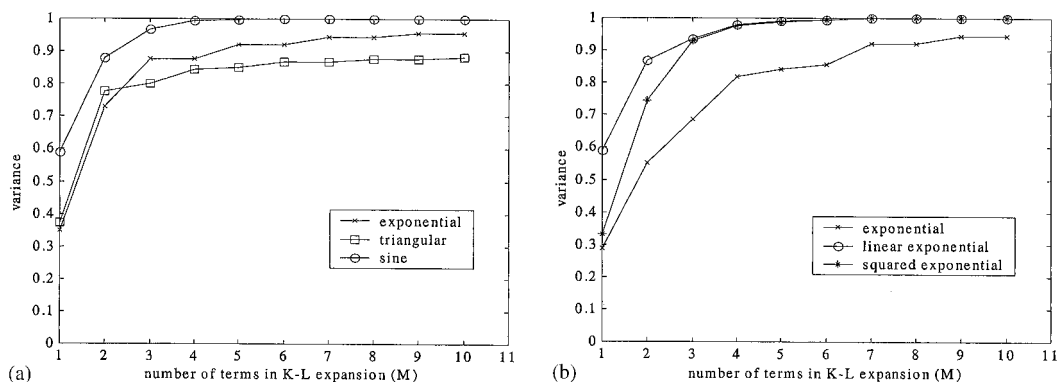 1
0.9
0.8
0.7
0.6
0.5
0.4
0.3
0.2
0.1
0
variance
exponential
triangular
sine
1 2 3 4 5 6 7 8 9 10 11
(a) number of terms in K-L expansion (M)
1
0.9
0.8
0.7
0.6
0.5
0.4
0.3
0.2
0.1
0
variance
exponential
linear exponential
squared exponential
1 2 3 4 5 6 7 8 9 10 11
(b) number of terms in K-L expansion (M)